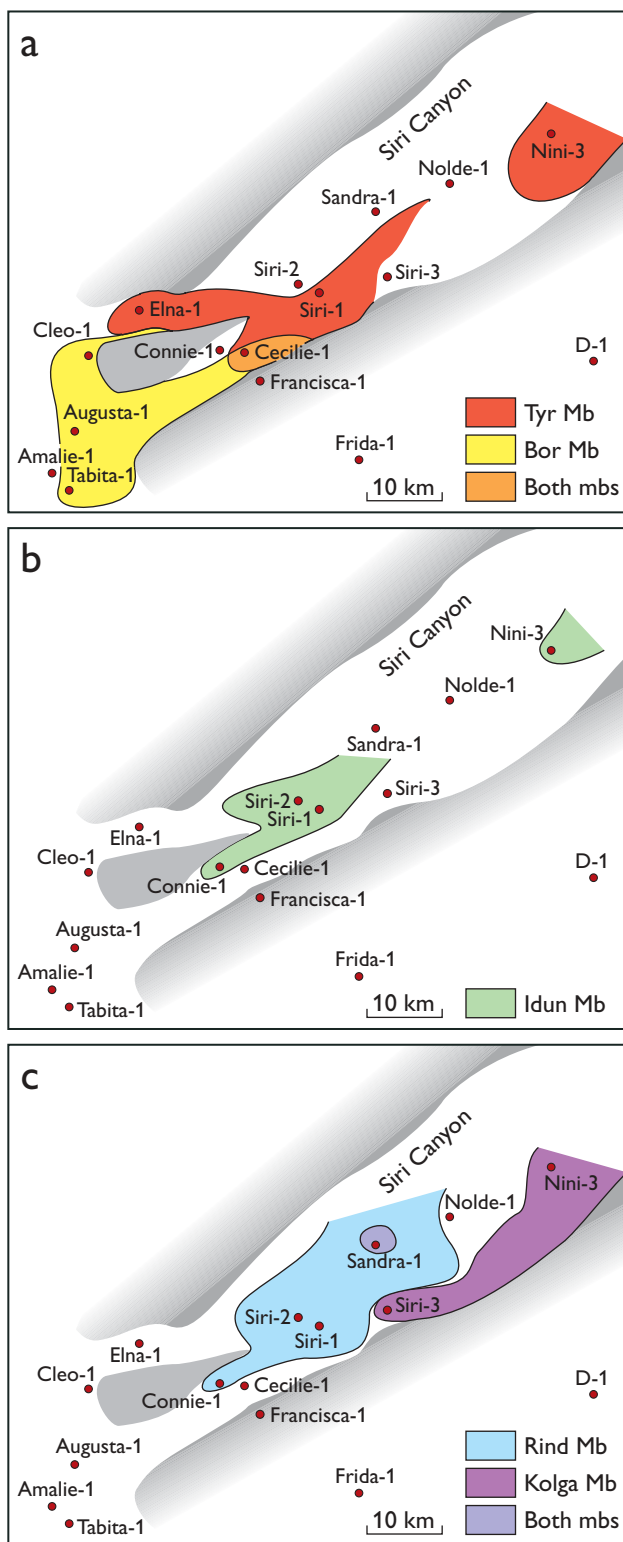 a
Siri Canyon
Nini-3
Nolde-1
Sandra-1
Siri-2
Siri-3
Siri-1
Elna-1
Cleo-1
Connie-1
Cecilie-1
D-1
Francisca-1
Augusta-1
Tyr Mb
Amalie-1
Frida-1
Bor Mb
Tabita-1
10 km
Both mbs
b
Siri Canyon
Nini-3
Nolde-1
Sandra-1
Siri-2
Siri-3
Siri-1
Elna-1
Cleo-1
Connie-1
Cecilie-1
D-1
Francisca-1
Augusta-1
Amalie-1
Frida-1
Tabita-1
10 km
Idun Mb
c
Siri Canyon
Nini-3
Nolde-1
Sandra-1
Siri-2
Siri-3
Siri-1
Elna-1
Cleo-1
Connie-1
Cecilie-1
D-1
Francisca-1
Augusta-1
Rind Mb
Amalie-1
Frida-1
Kolga Mb
Tabita-1
10 km
Both mbs